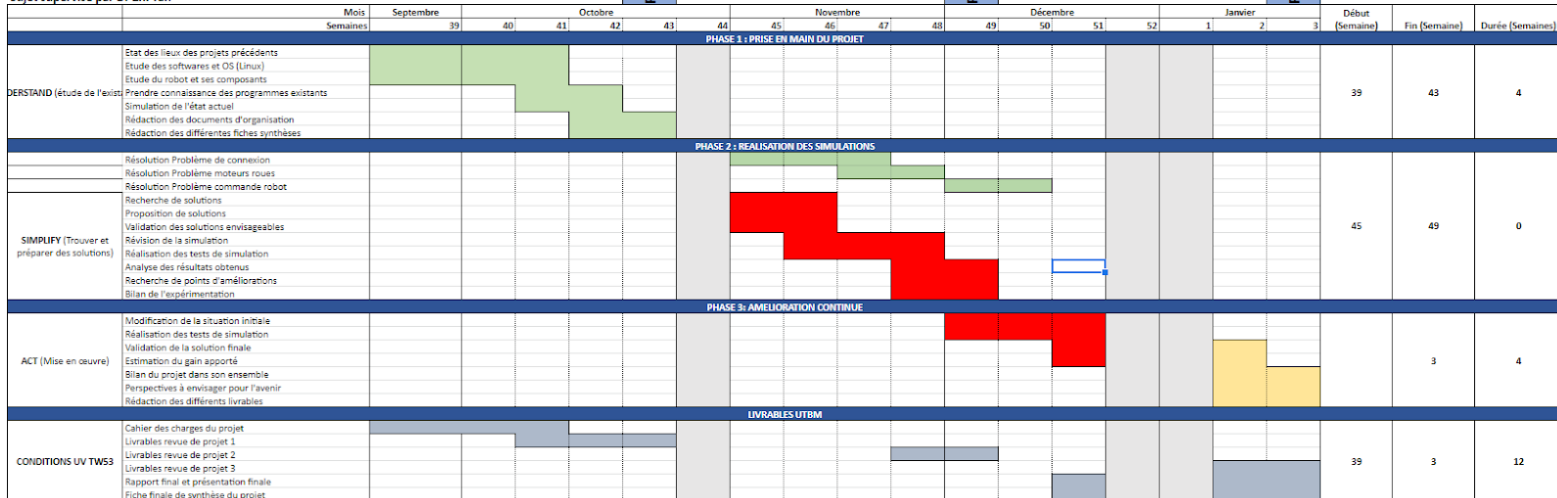 Mois Septembre Octobre Novembre Décembre Janvier Début
Semaines 39 40 41 42 43 44 45 46 47 48 49 50 51 52 1 2 3 (Semaine) Fin (Semaine) Durée (Semaines)
PHASE 1 : PRISE EN MAIN DU PROJET
Etat des lieux des projets précédents
Etude des softwares et OS (Linux)
Etude du robot et ses composants
DERSTAND (étude de l'exist Prendre connaissance des programmes existants 39 43 4
Simulation de l'état actuel
Rédaction des documents d'organisation
Rédaction des différentes fiches synthèses
PHASE 2 : REALISATION DES SIMULATIONS
Résolution Problème de connexion
Résolution Problème moteurs roues
Résolution Problème commande robot
Recherche de solutions
Proposition de solutions
Validation des solutions envisageables 45 49 0
SIMPLIFY (Trouver et Révision de la simulation
préparer des solutions) Réalisation des tests de simulation
Analyse des résultats obtenus
Recherche de points d'améliorations
Bilan de l'expérimentation
PHASE 3: AMELIORATION CONTINUE
Modification de la situation initiale
Réalisation des tests de simulation
Validation de la solution finale
ACT (Mise en œuvre) Estimation du gain apporté 3 4
Bilan du projet dans son ensemble
Perspectives à envisager pour l'avenir
Rédaction des différents livrables
LIVRABLES UTBM
Cahier des charges du projet
Livrables revue de projet 1
Livrables revue de projet 2
CONDITIONS UV TW53 39 3 12
Livrables revue de projet 3
Rapport final et présentation finale
Fiche finale de synthèse du projet